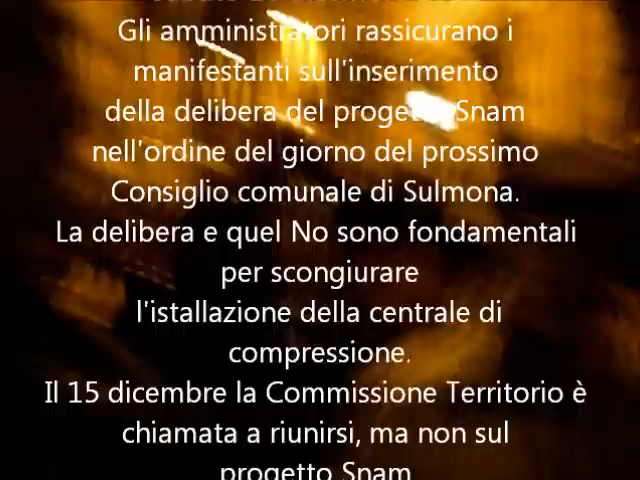 Gli amministratori rassicurano i
manifestanti sull'inserimento
della delibera del progetto Snam
nell'ordine del giorno del prossimo
Consiglio comunale di Sulmona.
La delibera e quel No sono fondamentali
per scongiurare
l'istallazione della centrale di
compressione.
Il 15 dicembre la Commissione Territorio è
chiamata a riunirsi, ma non sul
progetto Snam